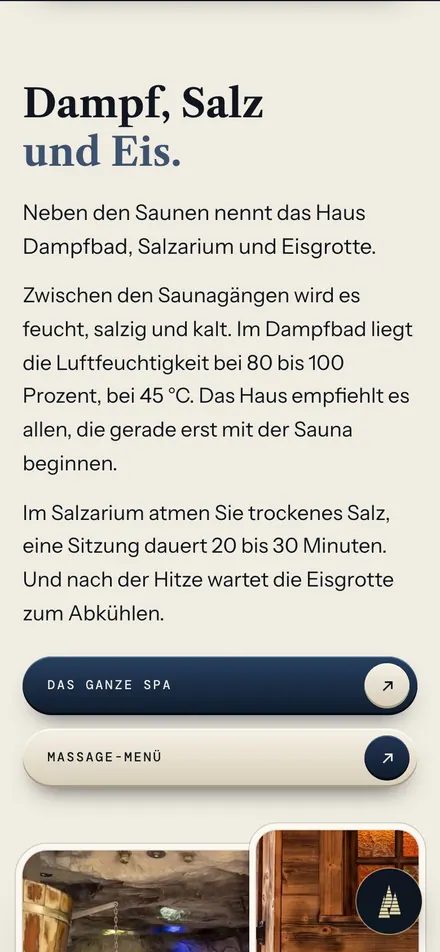 Dampf, Salz
und Eis.
Neben den Saunen nennt das Haus
Dampfbad, Salzarium und Eisgrotte.
Zwischen den Saunagängen wird es
feucht, salzig und kalt. Im Dampfbad liegt
die Luftfeuchtigkeit bei 80 bis 100
Prozent, bei 45 °C. Das Haus empfiehlt es
allen, die gerade erst mit der Sauna
beginnen.
Im Salzarium atmen Sie trockenes Salz,
eine Sitzung dauert 20 bis 30 Minuten.
Und nach der Hitze wartet die Eisgrotte
zum Abkühlen.
DAS GANZE SPA
MASSAGE-MENÜ